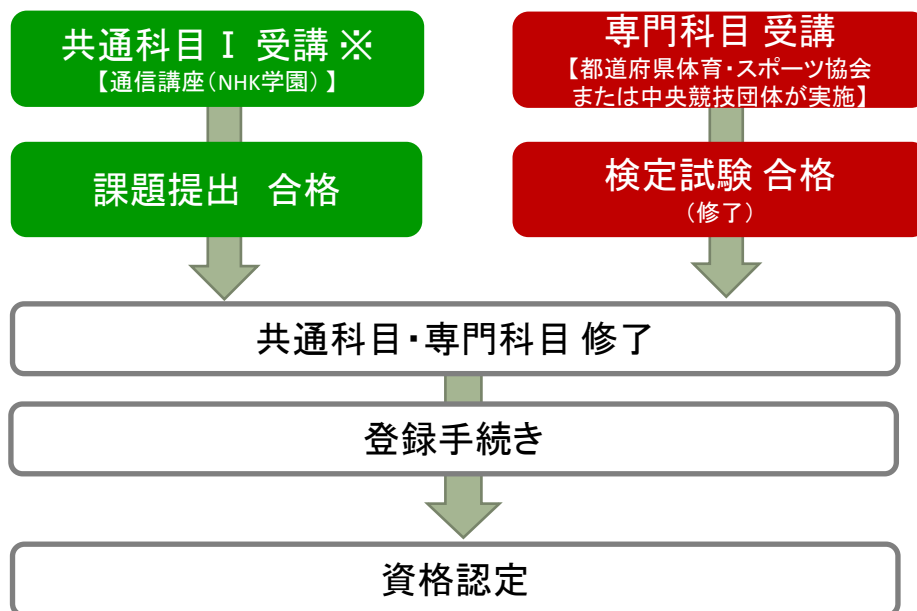 共通科目Ⅰ 受講※
【通信講座(NHK学園)】
課題提出　合格
専門科目 受講
【都道府県体育・スポーツ協会
または中央競技団体が実施】
検定試験 合格
（修了）
共通科目・専門科目 修了
登録手続き
資格認定